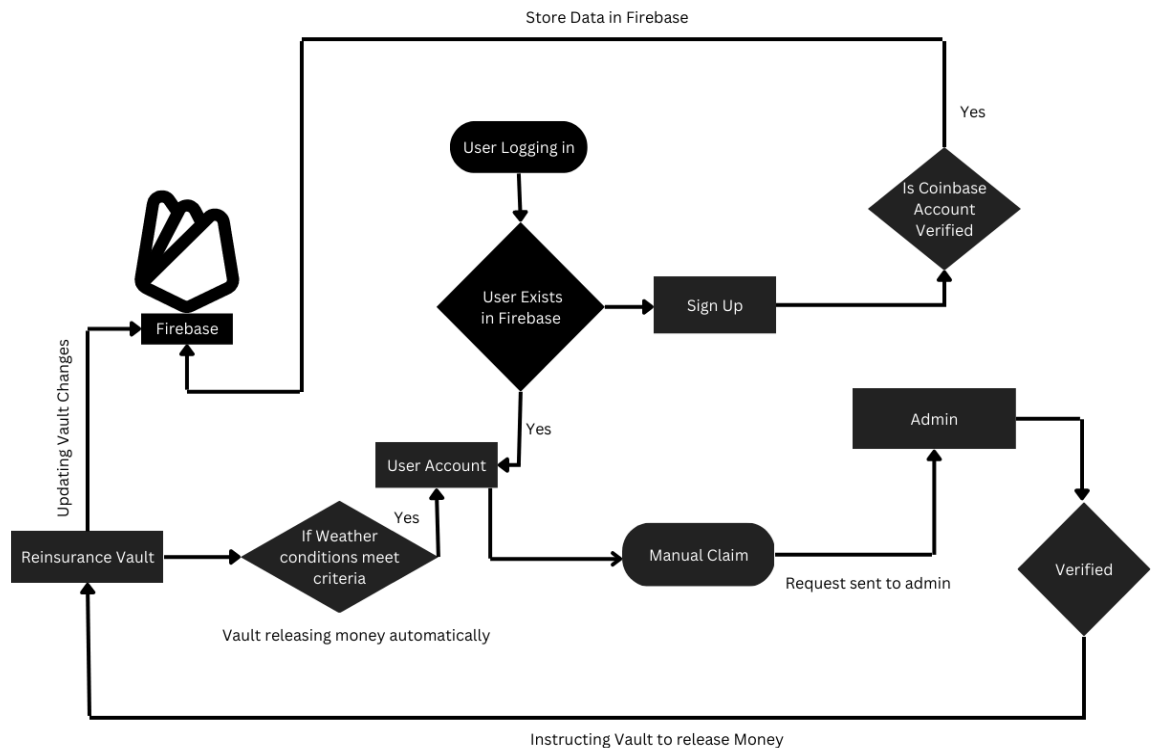 Store Data in Firebase
Yes
User Logging in
Is Coinbase
Account
Verified
User Exists
in Firebase
Sign Up
Firebase
Updating Vault Changes
Yes
Admin
User Account
Yes
If Weather
conditions meet
criteria
Reinsurance Vault
Manual Claim
Request sent to admin
Verified
Vault releasing money automatically
Instructing Vault to release Money